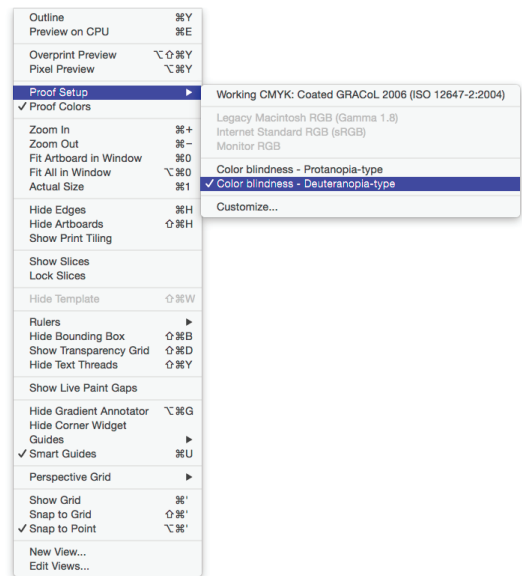 Outline ⌘Y
Preview on CPU ⌘E
Overprint Preview ⌥⇧⌘Y
Pixel Preview ⌥⌘Y
Proof Setup ▶
✓ Proof Colors
Zoom In ⌘+
Zoom Out ⌘−
Fit Artboard in Window ⌘0
Fit All in Window ⌥⌘0
Actual Size ⌘1
Hide Edges ⌘H
Hide Artboards ⇧⌘H
Show Print Tiling
Show Slices
Lock Slices
Hide Template ⇧⌘W
Rulers ▶
Hide Bounding Box ⇧⌘B
Show Transparency Grid ⇧⌘D
Hide Text Threads ⇧⌘Y
Show Live Paint Gaps
Hide Gradient Annotator ⌥⌘G
Hide Corner Widget
Guides ▶
✓ Smart Guides ⌘U
Perspective Grid ▶
Show Grid ⌘'
Snap to Grid ⇧⌘'
✓ Snap to Point ⌥⌘'
New View...
Edit Views...
Working CMYK: Coated GRACoL 2006 (ISO 12647-2:2004)
Legacy Macintosh RGB (Gamma 1.8)
Internet Standard RGB (sRGB)
Monitor RGB
Color blindness - Protanopia-type
✓ Color blindness - Deuteranopia-type
Customize...